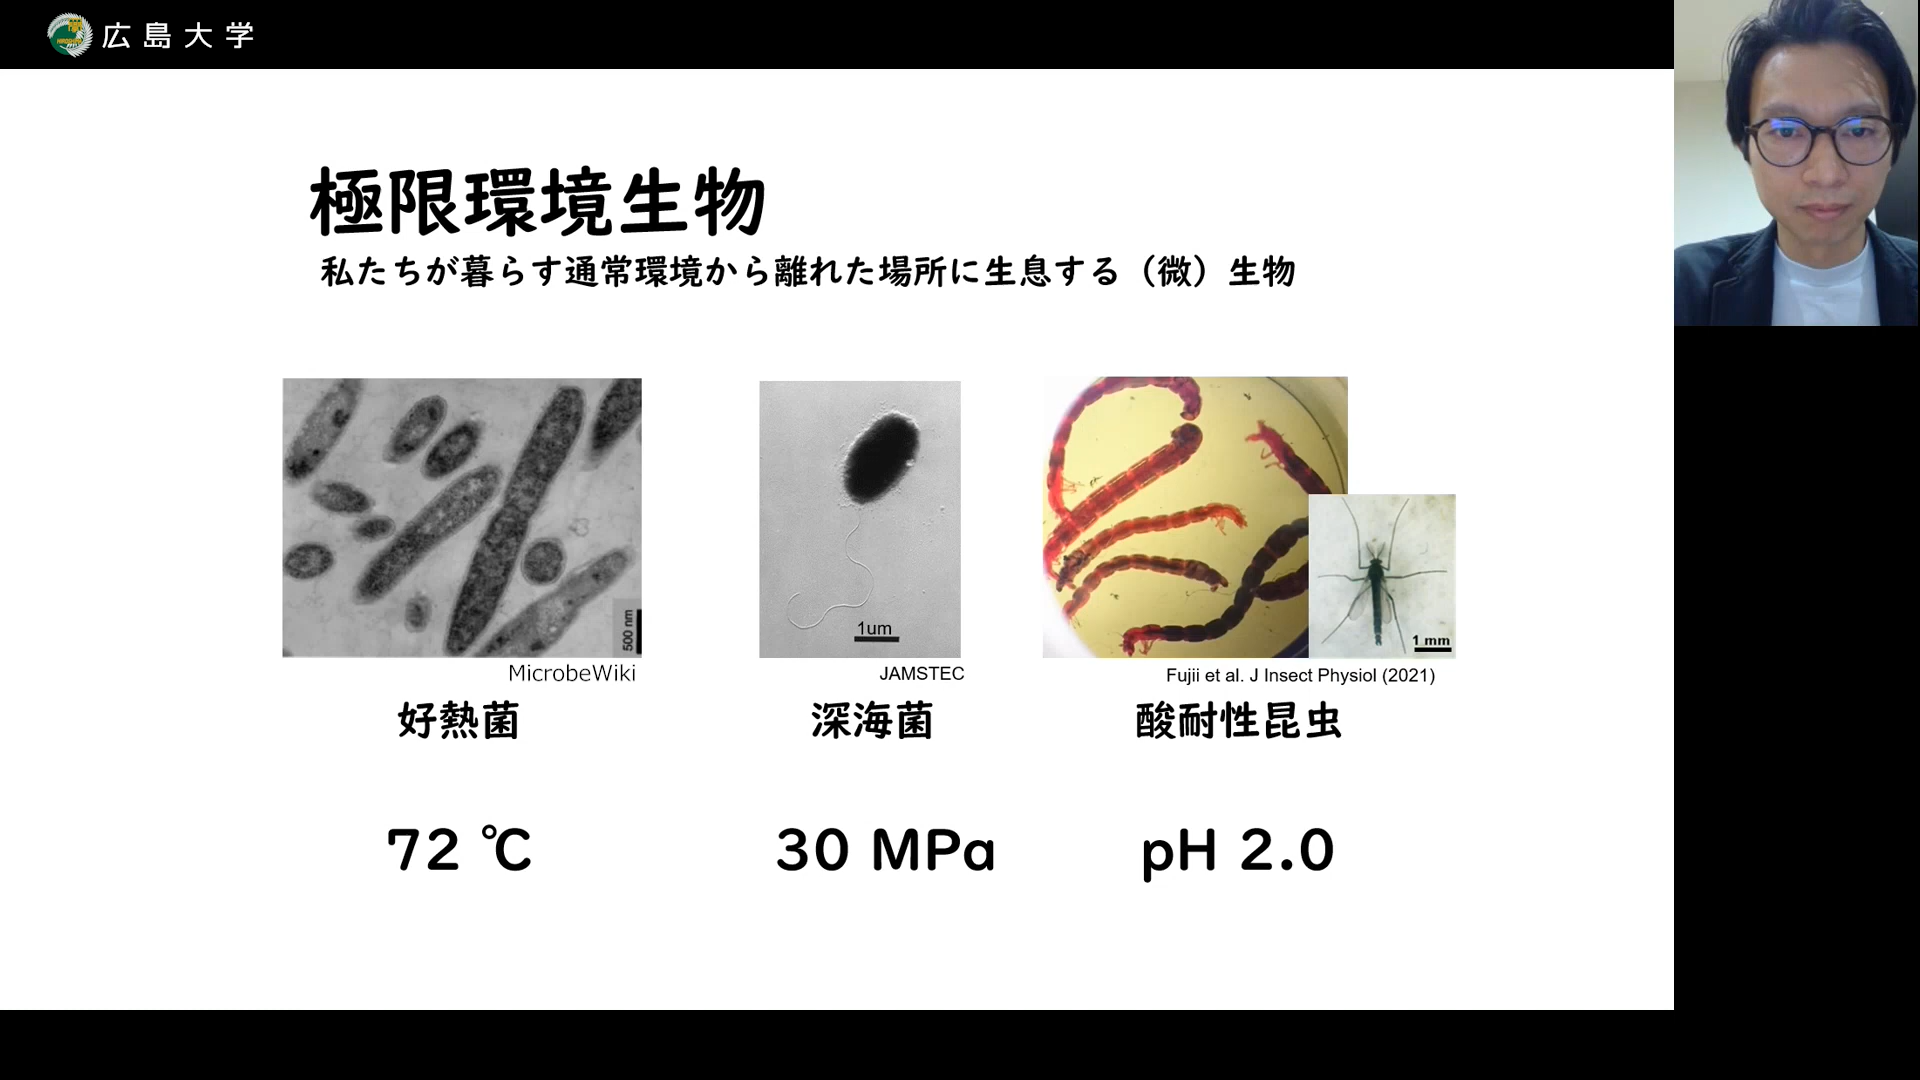 広島大学
極限環境生物
私たちが暮らす通常環境から離れた場所に生息する（微）生物
500 nm
1um
1 mm
MicrobeWiki
JAMSTEC
Fujii et al. J Insect Physiol (2021)
好熱菌
深海菌
酸耐性昆虫
72 ℃
30 MPa
pH 2.0